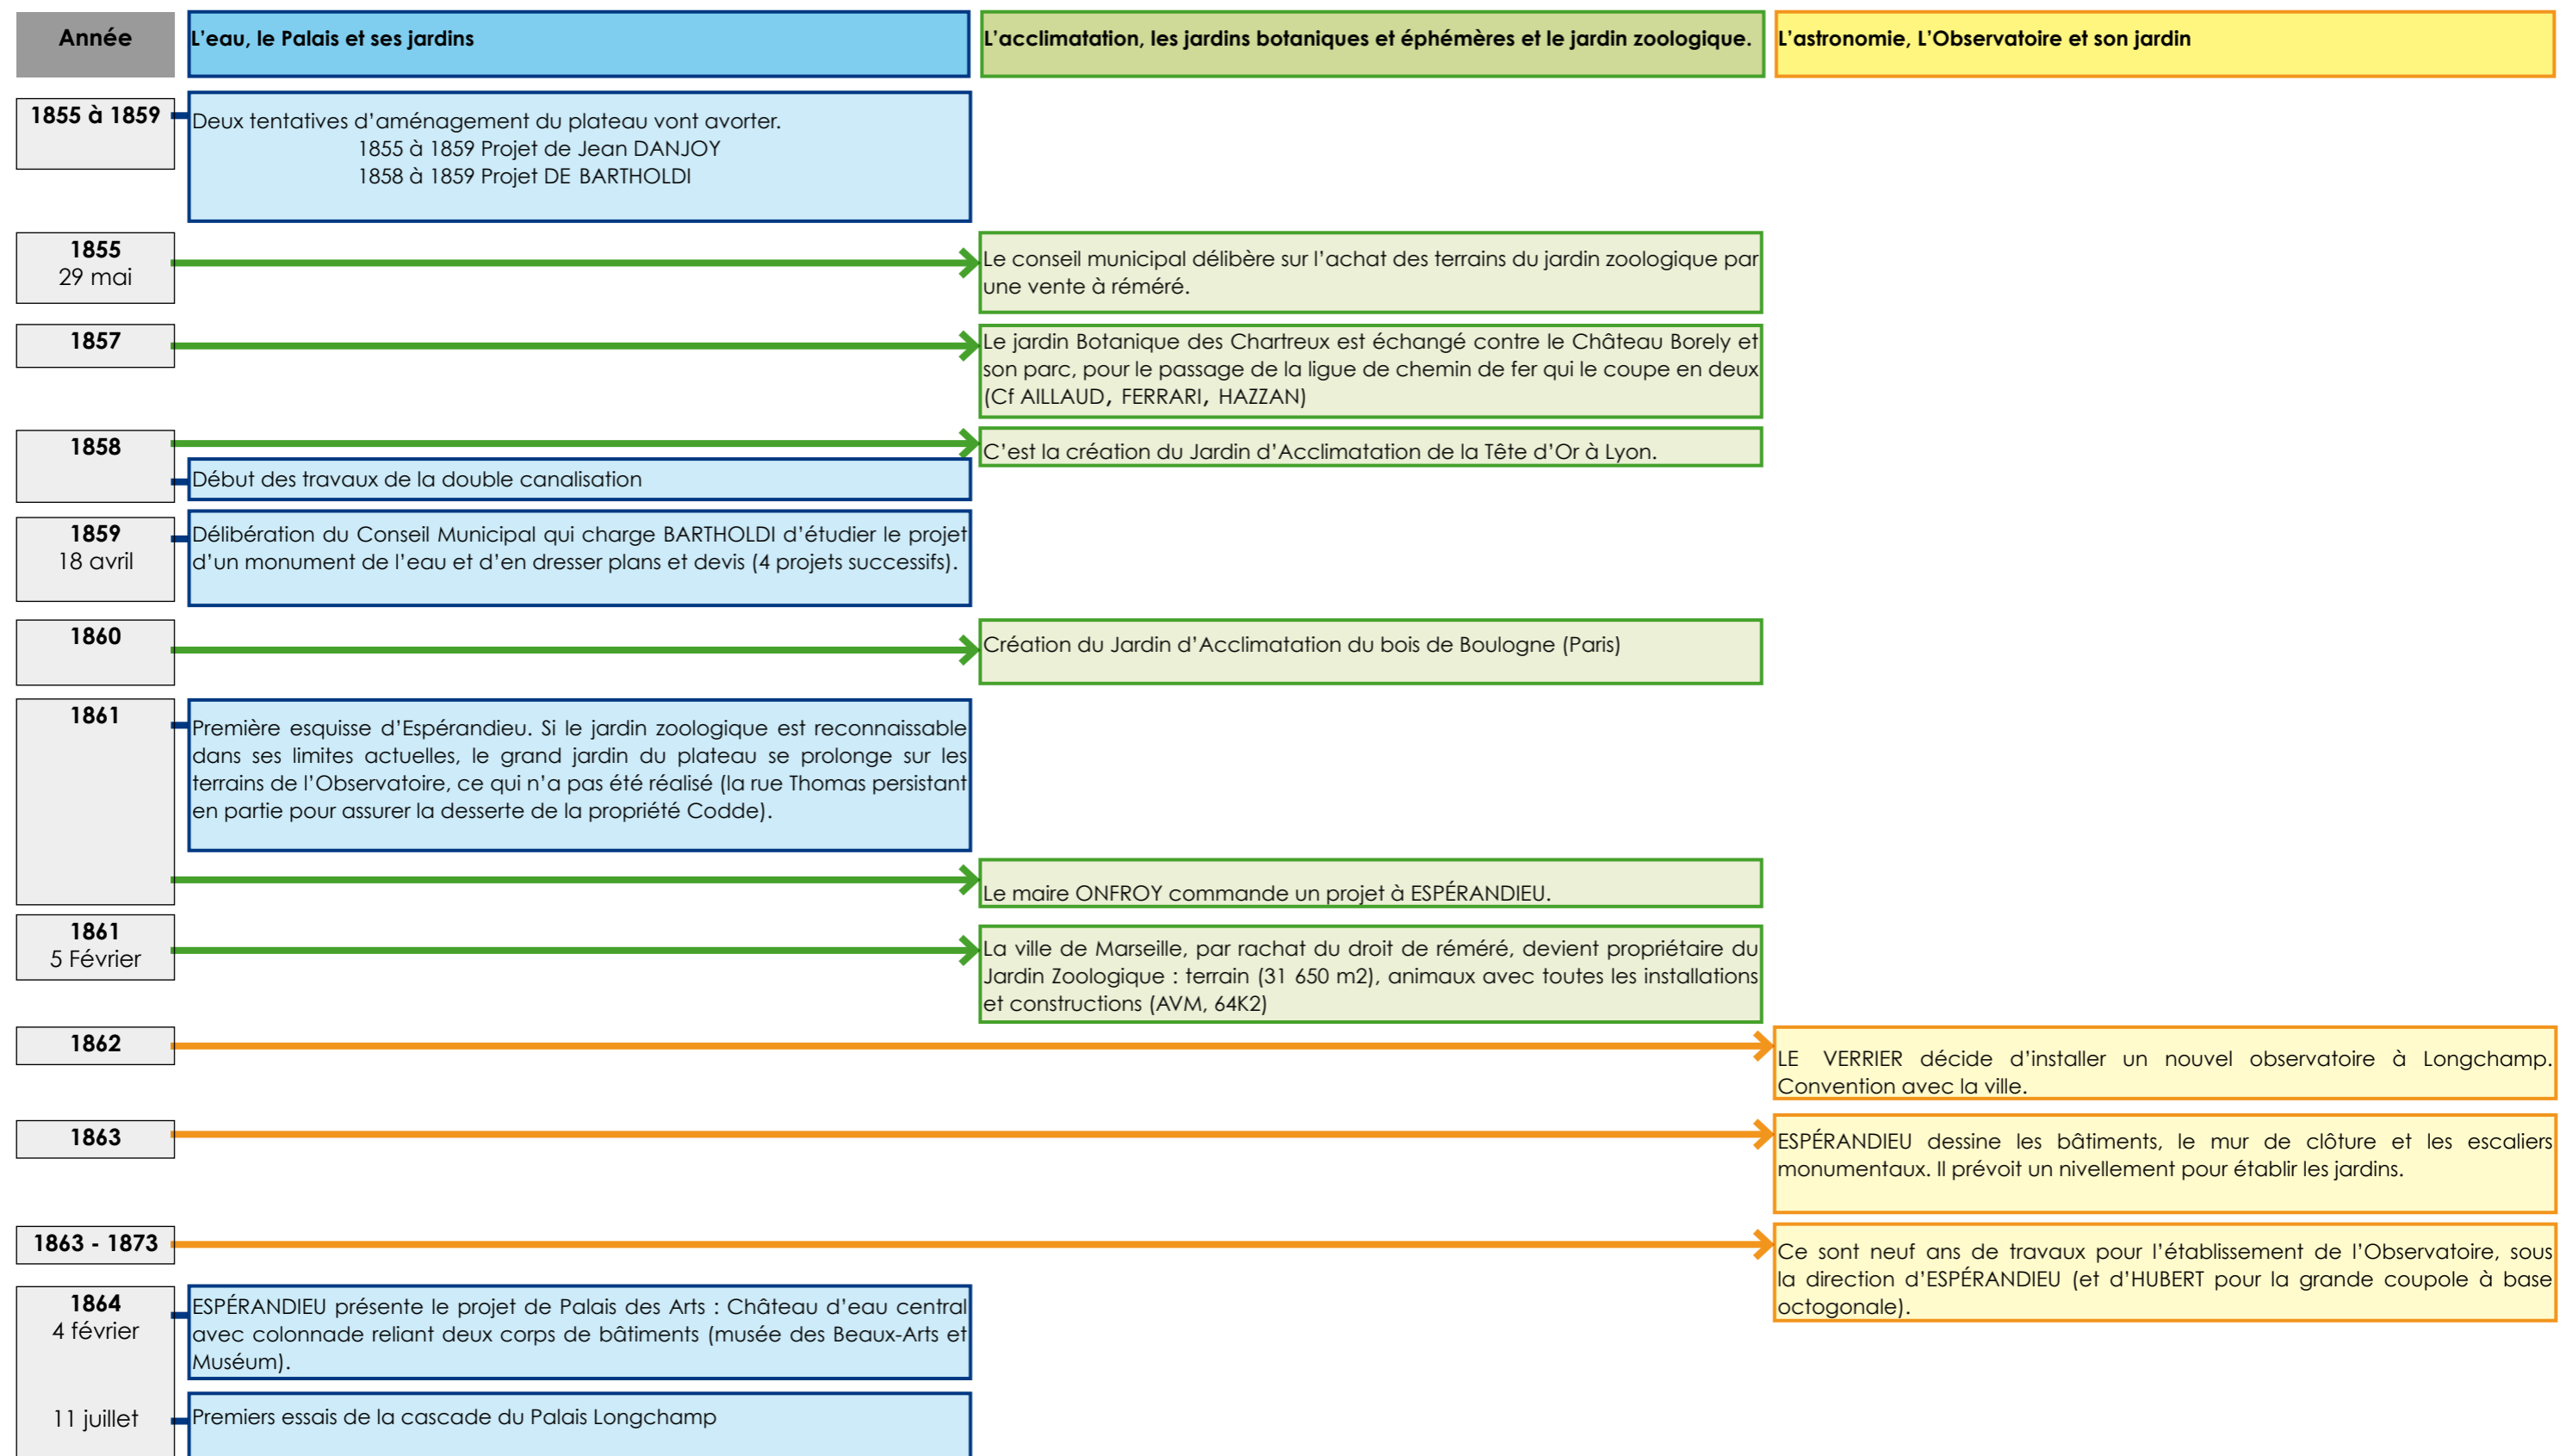 Année
L'eau, le Palais et ses jardins
L'acclimatation, les jardins botaniques et éphémères et le jardin zoologique.
L'astronomie, L'Observatoire et son jardin
1855 à 1859
Deux tentatives d'aménagement du plateau vont avorter.
1855 à 1859 Projet de Jean DANJOY
1858 à 1859 Projet DE BARTHOLDI
1855
29 mai
Le conseil municipal délibère sur l'achat des terrains du jardin zoologique par
une vente à réméré.
1857
Le jardin Botanique des Chartreux est échangé contre le Château Borely et
son parc, pour le passage de la ligue de chemin de fer qui le coupe en deux
(Cf AILLAUD, FERRARI, HAZZAN)
1858
C'est la création du Jardin d'Acclimatation de la Tête d'Or à Lyon.
Début des travaux de la double canalisation
1859
18 avril
Délibération du Conseil Municipal qui charge BARTHOLDI d'étudier le projet
d'un monument de l'eau et d'en dresser plans et devis (4 projets successifs).
1860
Création du Jardin d'Acclimatation du bois de Boulogne (Paris)
1861
Première esquisse d'Espérandieu. Si le jardin zoologique est reconnaissable
dans ses limites actuelles, le grand jardin du plateau se prolonge sur les
terrains de l'Observatoire, ce qui n'a pas été réalisé (la rue Thomas persistant
en partie pour assurer la desserte de la propriété Codde).
Le maire ONFROY commande un projet à ESPÉRANDIEU.
1861
5 Février
La ville de Marseille, par rachat du droit de réméré, devient propriétaire du
Jardin Zoologique : terrain (31 650 m2), animaux avec toutes les installations
et constructions (AVM, 64K2)
1862
LE VERRIER décide d'installer un nouvel observatoire à Longchamp.
Convention avec la ville.
1863
ESPÉRANDIEU dessine les bâtiments, le mur de clôture et les escaliers
monumentaux. Il prévoit un nivellement pour établir les jardins.
1863 - 1873
Ce sont neuf ans de travaux pour l'établissement de l'Observatoire, sous
la direction d'ESPÉRANDIEU (et d'HUBERT pour la grande coupole à base
octogonale).
1864
4 février
ESPÉRANDIEU présente le projet de Palais des Arts : Château d'eau central
avec colonnade reliant deux corps de bâtiments (musée des Beaux-Arts et
Muséum).
11 juillet
Premiers essais de la cascade du Palais Longchamp